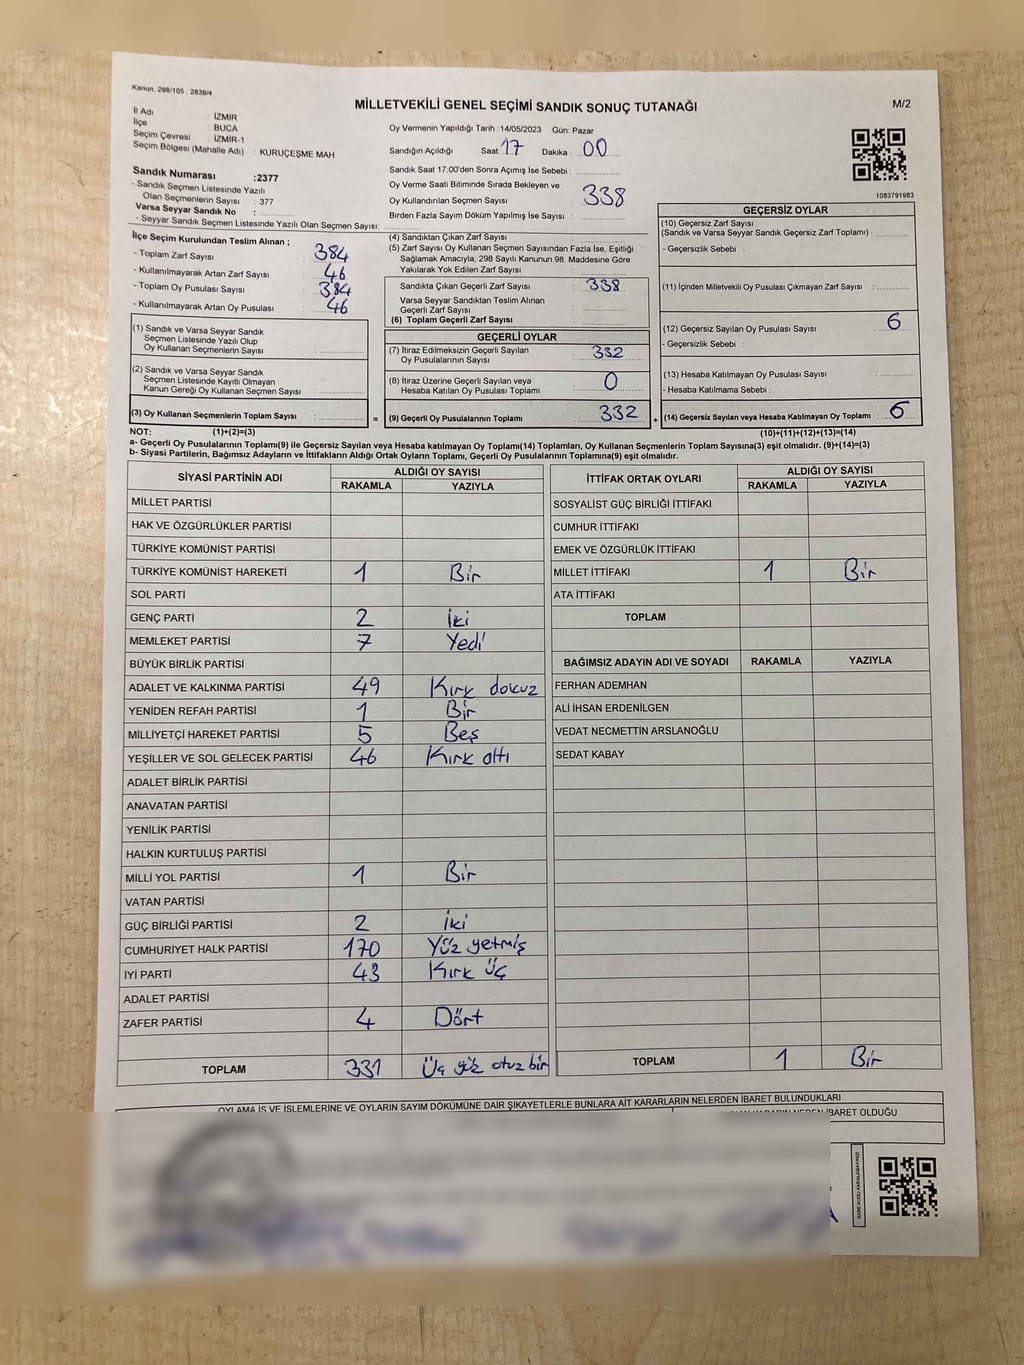 Kanun. 298/105 , 2839/4
MİLLETVEKİLİ GENEL SEÇİMİ SANDIK SONUÇ TUTANAĞI
M/2
İl Adı : İZMİR
İlçe : BUCA
Seçim Çevresi : İZMİR-1
Seçim Bölgesi (Mahalle Adı) : KURUÇEŞME MAH
Sandık Numarası :2377
- Sandık Seçmen Listesinde Yazılı
Olan Seçmenlerin Sayısı : 377
Varsa Seyyar Sandık No :
- Seyyar Sandık Seçmen Listesinde Yazılı Olan Seçmen Sayısı:
Oy Vermenin Yapıldığı Tarih :14/05/2023 Gün: Pazar
Sandığın Açıldığı Saat: 17 Dakika : 00
Sandık Saat 17:00'den Sonra Açımış İse Sebebi :
Oy Verme Saati Bitiminde Sırada Bekleyen ve
Oy Kullandırılan Seçmen Sayısı : 338
Birden Fazla Sayım Döküm Yapılmış İse Sayısı :
1083791983
İlçe Seçim Kurulundan Teslim Alınan ;
- Toplam Zarf Sayısı : 384
- Kullanılmayarak Artan Zarf Sayısı : 46
- Toplam Oy Pusulası Sayısı : 384
- Kullanılmayarak Artan Oy Pusulası : 46
(1) Sandık ve Varsa Seyyar Sandık
Seçmen Listesinde Yazılı Olup
Oy Kullanan Seçmenlerin Sayısı :
(2) Sandık ve Varsa Seyyar Sandık
Seçmen Listesinde Kayıtlı Olmayan
Kanun Gereği Oy Kullanan Seçmen Sayısı :
(3) Oy Kullanan Seçmenlerin Toplam Sayısı :
(4) Sandıktan Çıkan Zarf Sayısı :
(5) Zarf Sayısı Oy Kullanan Seçmen Sayısından Fazla İse, Eşitliği
Sağlamak Amacıyla; 298 Sayılı Kanunun 98. Maddesine Göre
Yakılarak Yok Edilen Zarf Sayısı :
Sandıkta Çıkan Geçerli Zarf Sayısı : 338
Varsa Seyyar Sandıktan Teslim Alınan
Geçerli Zarf Sayısı :
(6) Toplam Geçerli Zarf Sayısı :
GEÇERLİ OYLAR
(7) İtiraz Edilmeksizin Geçerli Sayılan
Oy Pusulalarının Sayısı : 332
(8) İtiraz Üzerine Geçerli Sayılan veya
Hesaba Katılan Oy Pusulası Toplamı : 0
= (9) Geçerli Oy Pusulalarının Toplamı : 332
GEÇERSİZ OYLAR
(10) Geçersiz Zarf Sayısı
(Sandık ve Varsa Seyyar Sandık Geçersiz Zarf Toplamı) :
- Geçersizlik Sebebi :
(11) İçinden Milletvekili Oy Pusulası Çıkmayan Zarf Sayısı :
(12) Geçersiz Sayılan Oy Pusulası Sayısı : 6
- Geçersizlik Sebebi :
(13) Hesaba Katılmayan Oy Pusulası Sayısı :
- Hesaba Katılmama Sebebi :
+ (14) Geçersiz Sayılan veya Hesaba Katılmayan Oy Toplamı : 6
NOT: (1)+(2)=(3) (10)+(11)+(12)+(13)=(14)
a- Geçerli Oy Pusulalarının Toplamı(9) ile Geçersiz Sayılan veya Hesaba katılmayan Oy Toplamı(14) Toplamları, Oy Kullanan Seçmenlerin Toplam Sayısına(3) eşit olmalıdır. (9)+(14)=(3)
b- Siyasi Partilerin, Bağımsız Adayların ve İttifakların Aldığı Ortak Oyların Toplamı, Geçerli Oy Pusulalarının Toplamına(9) eşit olmalıdır.
SİYASİ PARTİNİN ADI ALDIĞI OY SAYISI
RAKAMLA YAZIYLA
MİLLET PARTİSİ
HAK VE ÖZGÜRLÜKLER PARTİSİ
TÜRKİYE KOMÜNİST PARTİSİ
TÜRKİYE KOMÜNİST HAREKETİ 1 Bir
SOL PARTİ
GENÇ PARTİ 2 İki
MEMLEKET PARTİSİ 7 Yedi
BÜYÜK BİRLİK PARTİSİ
ADALET VE KALKINMA PARTİSİ 49 Kırk dokuz
YENİDEN REFAH PARTİSİ 1 Bir
MİLLİYETÇİ HAREKET PARTİSİ 5 Beş
YEŞİLLER VE SOL GELECEK PARTİSİ 46 Kırk altı
ADALET BİRLİK PARTİSİ
ANAVATAN PARTİSİ
YENİLİK PARTİSİ
HALKIN KURTULUŞ PARTİSİ
MİLLİ YOL PARTİSİ 1 Bir
VATAN PARTİSİ
GÜÇ BİRLİĞİ PARTİSİ 2 İki
CUMHURİYET HALK PARTİSİ 170 Yüz yetmiş
İYİ PARTİ 43 Kırk üç
ADALET PARTİSİ
ZAFER PARTİSİ 4 Dört
TOPLAM 331 Üç yüz otuz bir
İTTİFAK ORTAK OYLARI ALDIĞI OY SAYISI
RAKAMLA YAZIYLA
SOSYALİST GÜÇ BİRLİĞİ İTTİFAKI
CUMHUR İTTİFAKI
EMEK VE ÖZGÜRLÜK İTTİFAKI
MİLLET İTTİFAKI 1 Bir
ATA İTTİFAKI
TOPLAM
BAĞIMSIZ ADAYIN ADI VE SOYADI RAKAMLA YAZIYLA
FERHAN ADEMHAN
ALİ İHSAN ERDENİLGEN
VEDAT NECMETTİN ARSLANOĞLU
SEDAT KABAY
TOPLAM 1 Bir
OYLAMA İŞ VE İŞLEMLERİNE VE OYLARIN SAYIM DÖKÜMÜNE DAİR ŞİKAYETLERLE BUNLARA AİT KARARLARIN NELERDEN İBARET BULUNDUKLARI
KARARIN NEDEN İBARET OLDUĞU